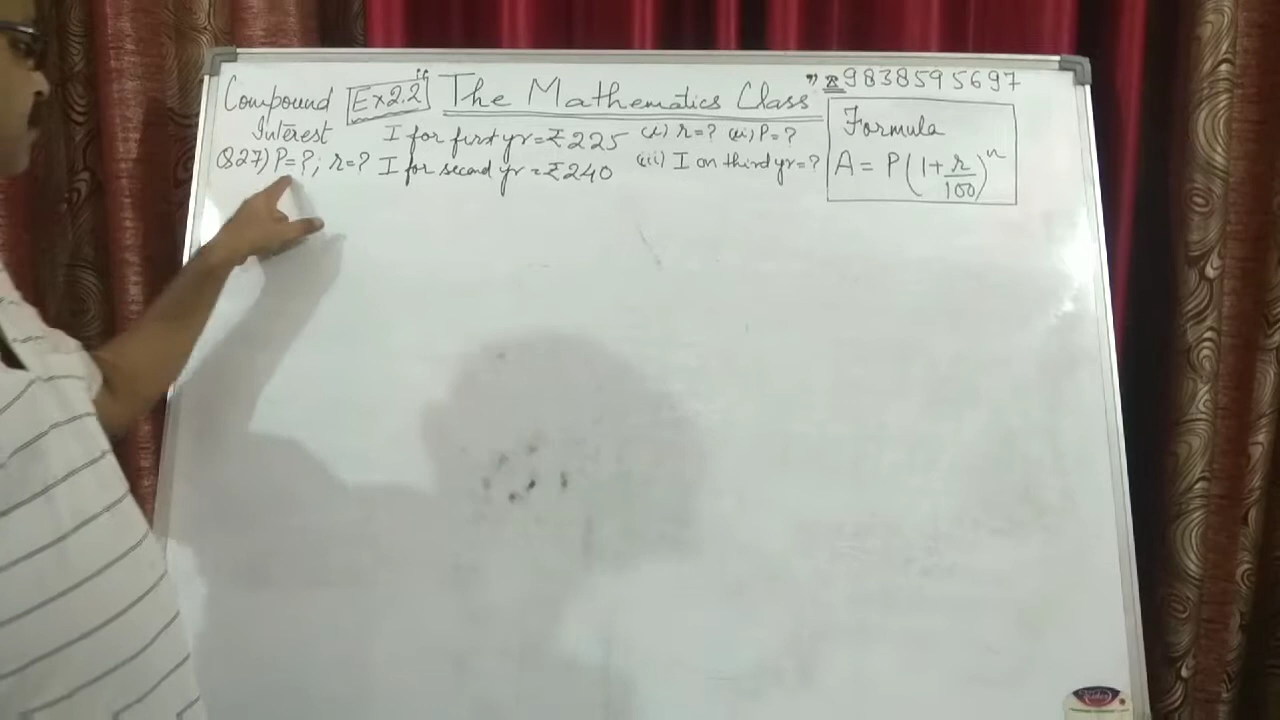 Compound Ex2.2 "The Mathematics Class" 9838595697
Interest I for first yr = ₹225 (i) r=? (ii) P=?
Q27) P=?; r=? I for second yr = ₹240 (iii) I on third yr = ?
Formula
A = P(1+r/100)^n